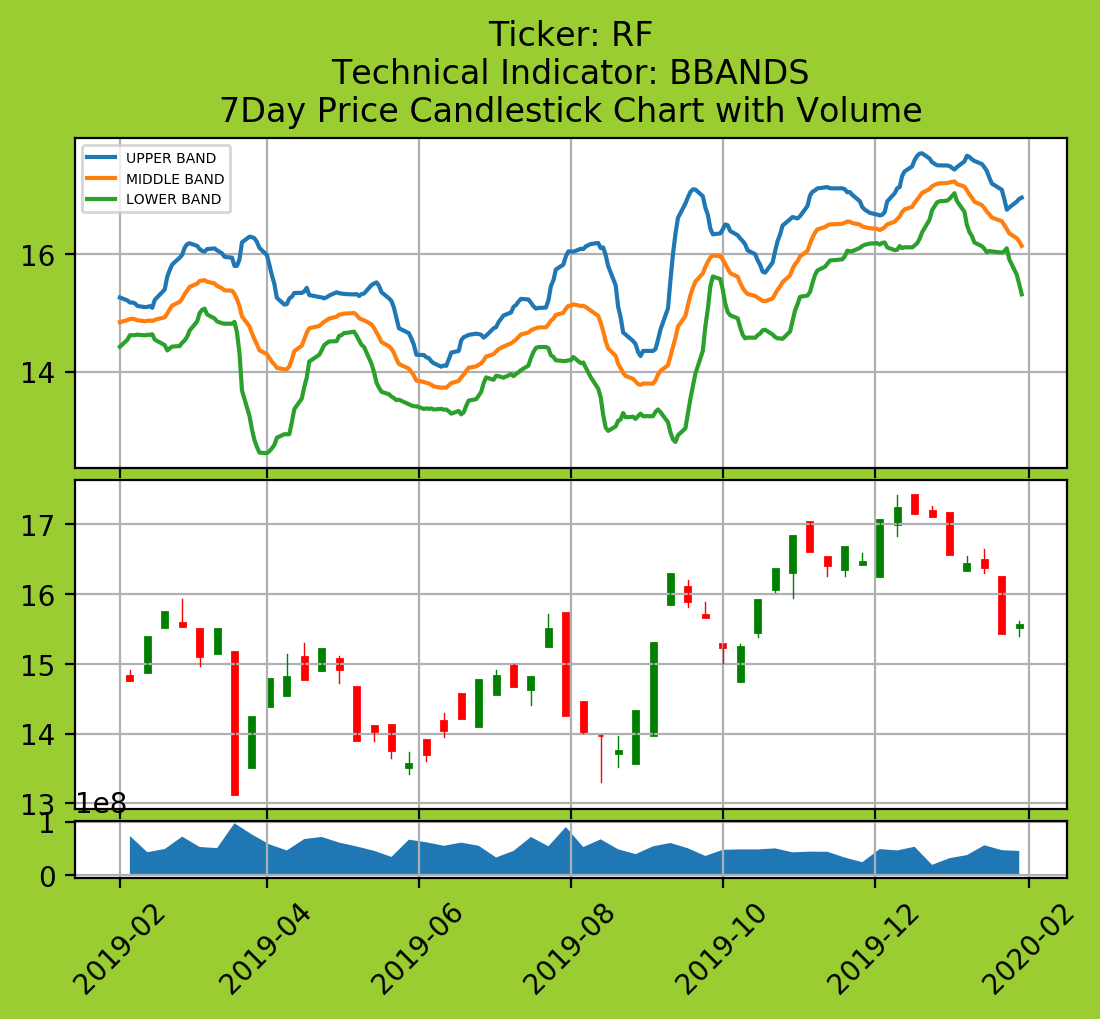 Ticker: RF
Technical Indicator: BBANDS
7Day Price Candlestick Chart with Volume
UPPER BAND
MIDDLE BAND
LOWER BAND
16
14
17
16
15
14
13
1e8
1
0
2019-02
2019-04
2019-06
2019-08
2019-10
2019-12
2020-02